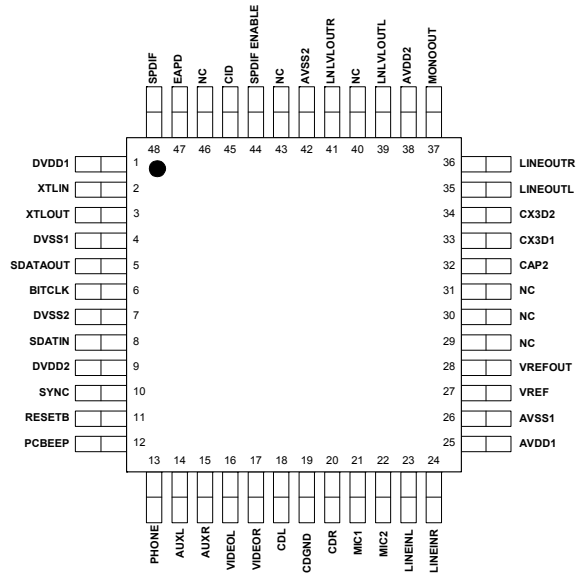 SPDIF EAPD NC CID SPDIF ENABLE NC AVSS2 LNLVLOUTR NC LNLVLOUTL AVDD2 MONOOUT
48 47 46 45 44 43 42 41 40 39 38 37
DVDD1 1 36 LINEOUTR
XTLIN 2 35 LINEOUTL
XTLOUT 3 34 CX3D2
DVSS1 4 33 CX3D1
SDATAOUT 5 32 CAP2
BITCLK 6 31 NC
DVSS2 7 30 NC
SDATIN 8 29 NC
DVDD2 9 28 VREFOUT
SYNC 10 27 VREF
RESETB 11 26 AVSS1
PCBEEP 12 25 AVDD1
13 14 15 16 17 18 19 20 21 22 23 24
PHONE AUXL AUXR VIDEOL VIDEOR CDL CDGND CDR MIC1 MIC2 LINEINL LINEINR